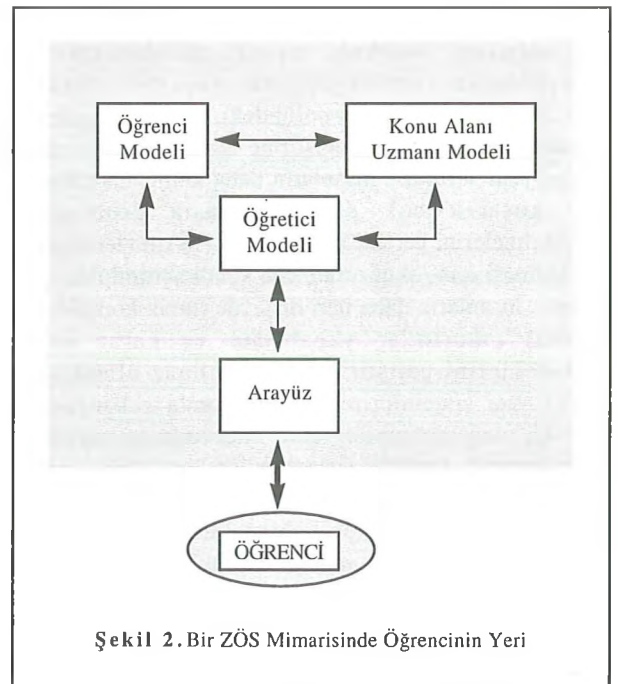 Öğrenci
Modeli
Konu Alanı
Uzmanı Modeli
Öğretici
Modeli
Arayüz
ÖĞRENCİ
Şekil 2. Bir ZÖS Mimarisinde Öğrencinin Yeri